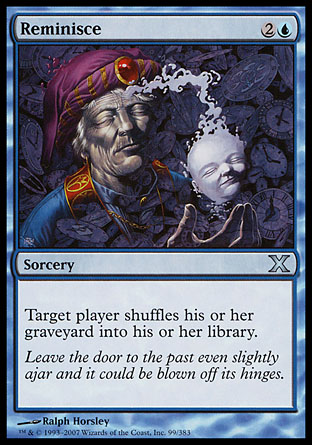 Reminisce 2
Sorcery X
Target player shuffles his or her
graveyard into his or her library.
Leave the door to the past even slightly
ajar and it could be blown off its hinges.
Ralph Horsley
™ & © 1993-2007 Wizards of the Coast, Inc. 99/383